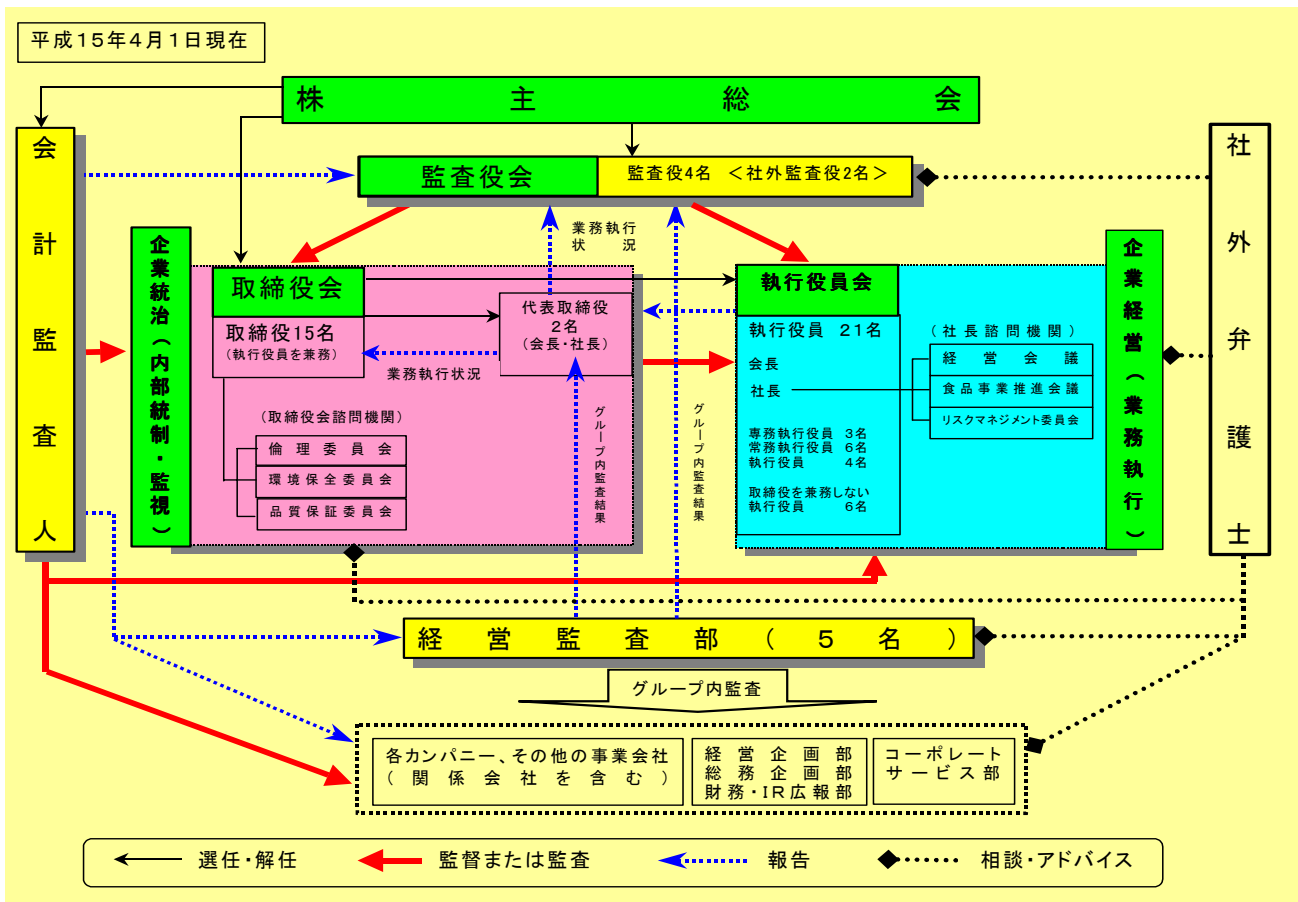 平成15年4月1日現在
株主総会
会計監査人
監査役会
監査役4名 <社外監査役2名>
社外弁護士
業務執行
状況
企業統治(内部統制・監視)
取締役会
取締役15名
(執行役員を兼務)
代表取締役
2名
(会長・社長)
業務執行状況
(取締役会諮問機関)
倫理委員会
環境保全委員会
品質保証委員会
グループ内監査結果
グループ内監査結果
執行役員会
執行役員 21名
会長
社長
専務執行役員 3名
常務執行役員 6名
執行役員 4名
取締役を兼務しない
執行役員 6名
(社長諮問機関)
経営会議
食品事業推進会議
リスクマネジメント委員会
企業経営(業務執行)
経営監査部(5名)
グループ内監査
各カンパニー、その他の事業会社
(関係会社を含む)
経営企画部
総務企画部
財務・IR広報部
コーポレート
サービス部
選任・解任
監督または監査
報告
相談・アドバイス